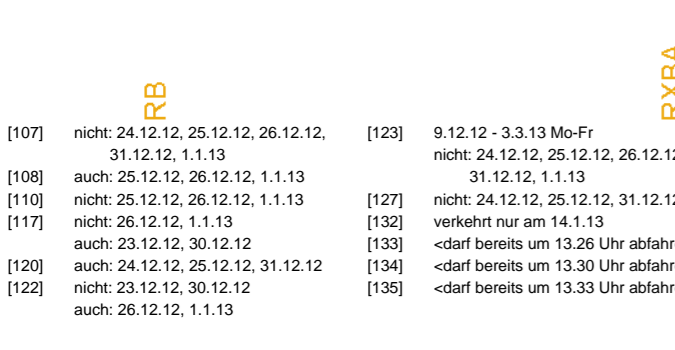 RB
[107] nicht: 24.12.12, 25.12.12, 26.12.12,
31.12.12, 1.1.13
[108] auch: 25.12.12, 26.12.12, 1.1.13
[110] nicht: 25.12.12, 26.12.12, 1.1.13
[117] nicht: 26.12.12, 1.1.13
auch: 23.12.12, 30.12.12
[120] auch: 24.12.12, 25.12.12, 31.12.12
[122] nicht: 23.12.12, 30.12.12
auch: 26.12.12, 1.1.13
RXBA
[123] 9.12.12 - 3.3.13 Mo-Fr
nicht: 24.12.12, 25.12.12, 26.12.12
31.12.12, 1.1.13
[127] nicht: 24.12.12, 25.12.12, 31.12.12
[132] verkehrt nur am 14.1.13
[133] <darf bereits um 13.26 Uhr abfahr
[134] <darf bereits um 13.30 Uhr abfahr
[135] <darf bereits um 13.33 Uhr abfahr